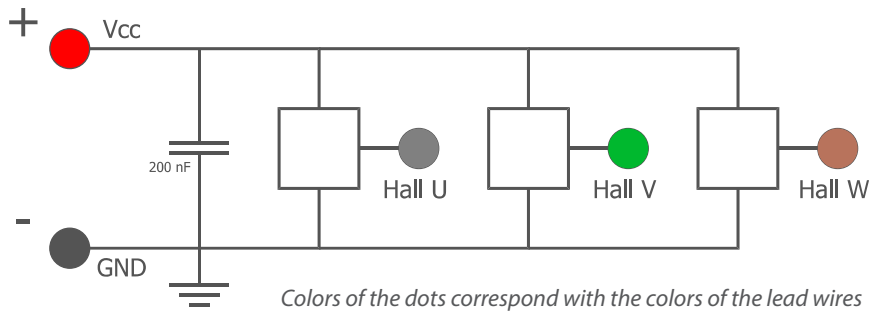 +
Vcc
200 nF
Hall U
Hall V
Hall W
-
GND
Colors of the dots correspond with the colors of the lead wires